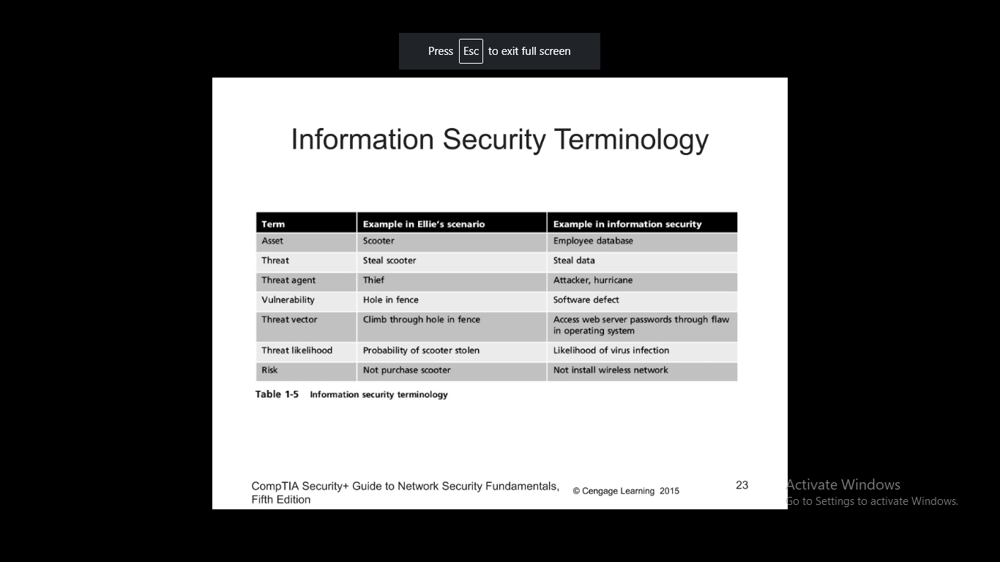 Press Esc to exit full screen
Information Security Terminology
Term Example in Ellie's scenario Example in information security
Asset Scooter Employee database
Threat Steal scooter Steal data
Threat agent Thief Attacker, hurricane
Vulnerability Hole in fence Software defect
Threat vector Climb through hole in fence Access web server passwords through flaw
in operating system
Threat likelihood Probability of scooter stolen Likelihood of virus infection
Risk Not purchase scooter Not install wireless network
Table 1-5 Information security terminology
CompTIA Security+ Guide to Network Security Fundamentals,
Fifth Edition
© Cengage Learning 2015
23
Activate Windows
Go to Settings to activate Windows.